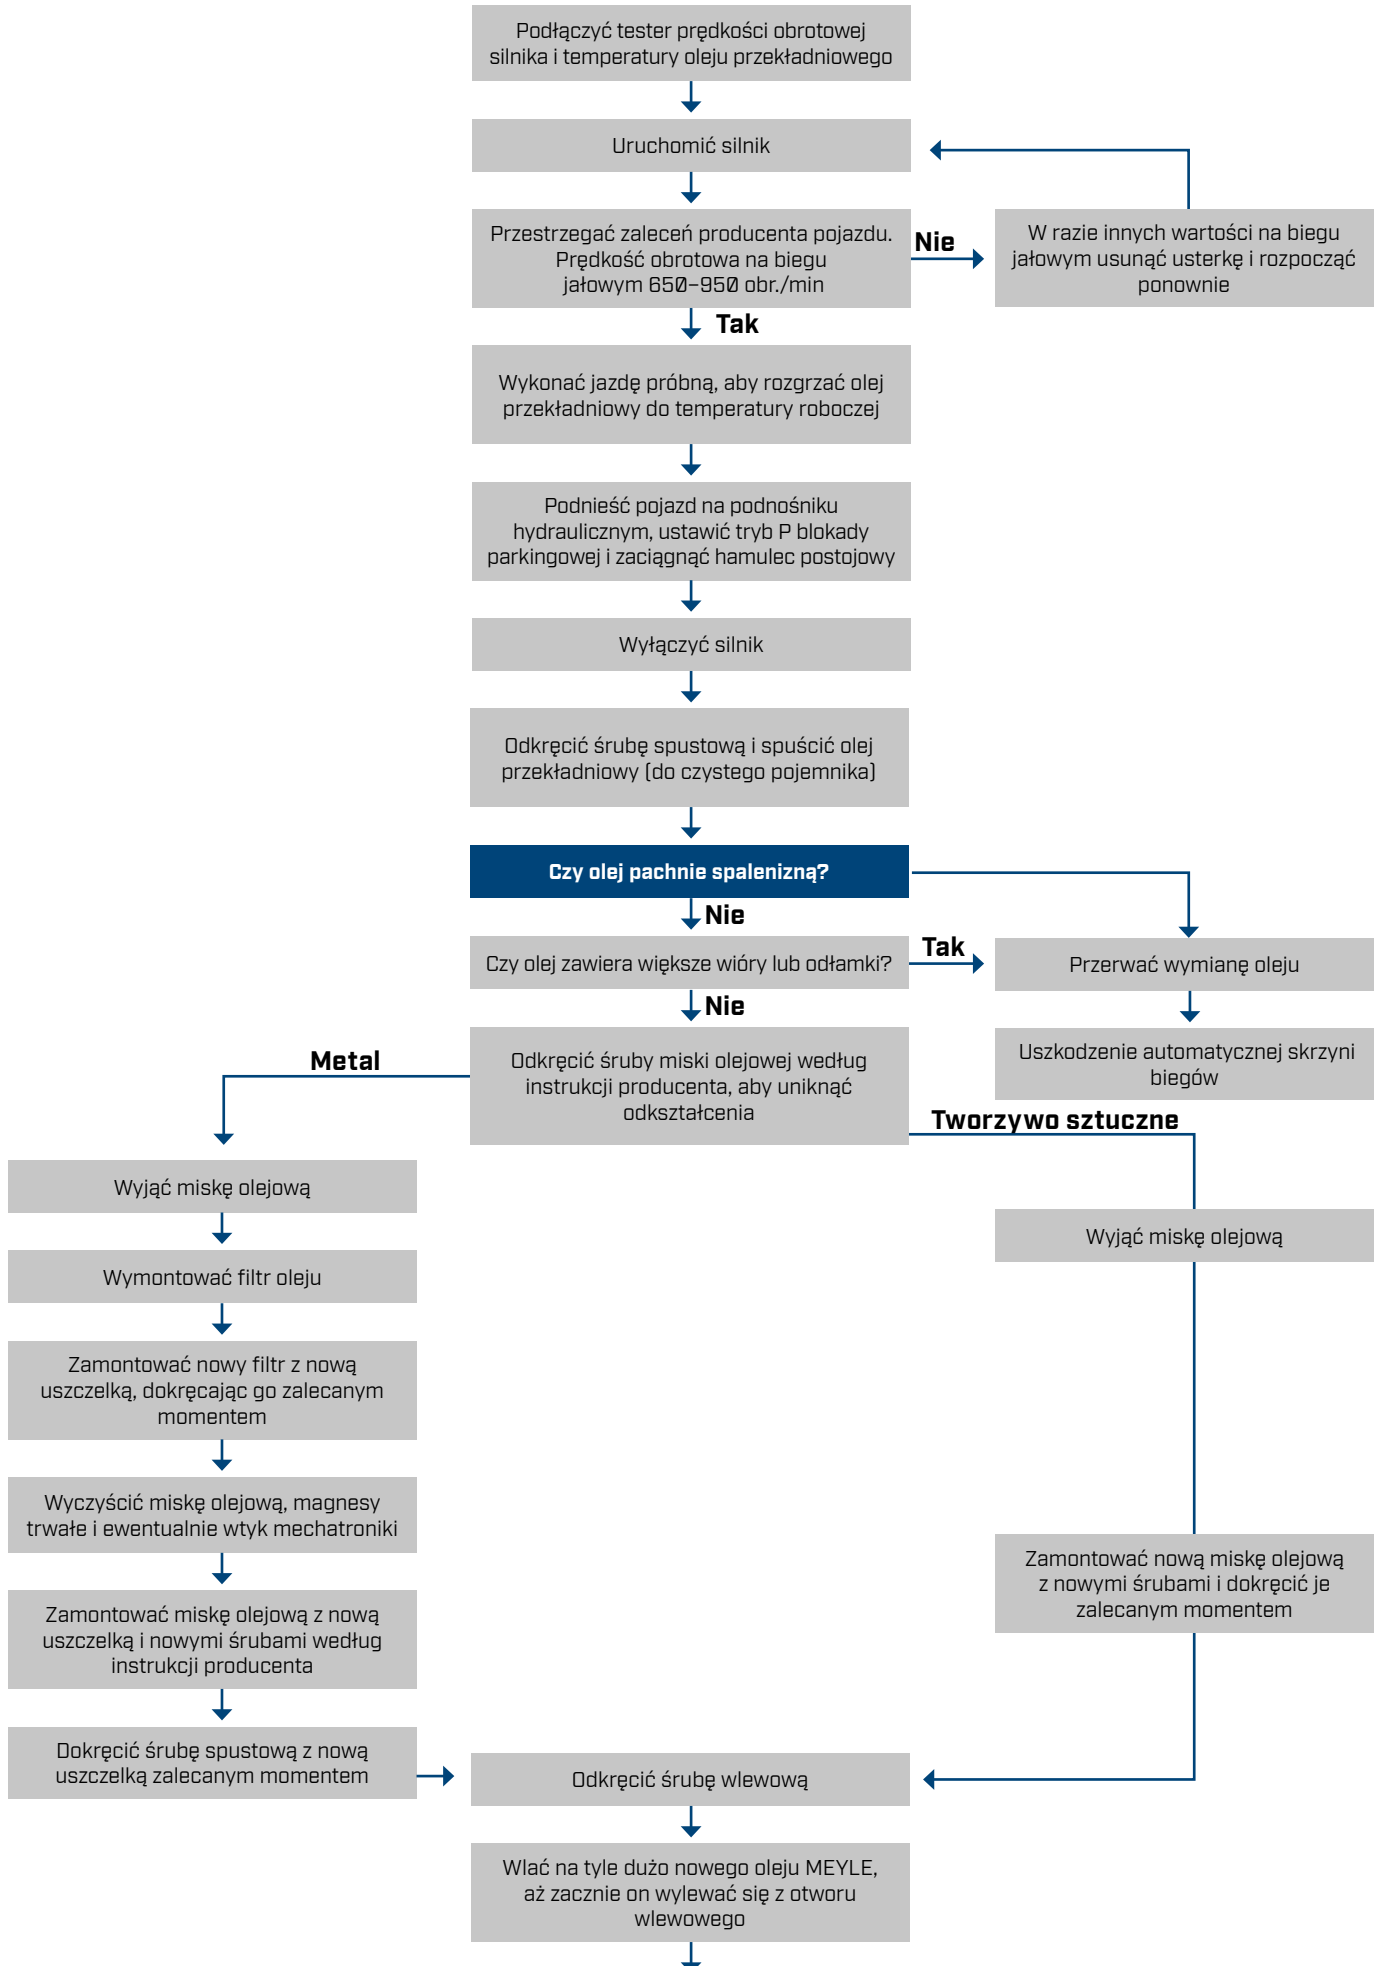 Podłączyć tester prędkości obrotowej
silnika i temperatury oleju przekładniowego
Uruchomić silnik
Przestrzegać zaleceń producenta pojazdu.
Prędkość obrotowa na biegu
jałowym 650–950 obr./min
Nie
W razie innych wartości na biegu
jałowym usunąć usterkę i rozpocząć
ponownie
Tak
Wykonać jazdę próbną, aby rozgrzać olej
przekładniowy do temperatury roboczej
Podnieść pojazd na podnośniku
hydraulicznym, ustawić tryb P blokady
parkingowej i zaciągnąć hamulec postojowy
Wyłączyć silnik
Odkręcić śrubę spustową i spuścić olej
przekładniowy (do czystego pojemnika)
Czy olej pachnie spalenizną?
Nie
Czy olej zawiera większe wióry lub odłamki?
Tak
Przerwać wymianę oleju
Nie
Uszkodzenie automatycznej skrzyni
biegów
Odkręcić śruby miski olejowej według
instrukcji producenta, aby uniknąć
odkształcenia
Metal
Tworzywo sztuczne
Wyjąć miskę olejową
Wymontować filtr oleju
Zamontować nowy filtr z nową
uszczelką, dokręcając go zalecanym
momentem
Wyczyścić miskę olejową, magnesy
trwałe i ewentualnie wtyk mechatroniki
Zamontować miskę olejową z nową
uszczelką i nowymi śrubami według
instrukcji producenta
Dokręcić śrubę spustową z nową
uszczelką zalecanym momentem
Wyjąć miskę olejową
Zamontować nową miskę olejową
z nowymi śrubami i dokręcić je
zalecanym momentem
Odkręcić śrubę wlewową
Wlać na tyle dużo nowego oleju MEYLE,
aż zacznie on wylewać się z otworu
wlewowego